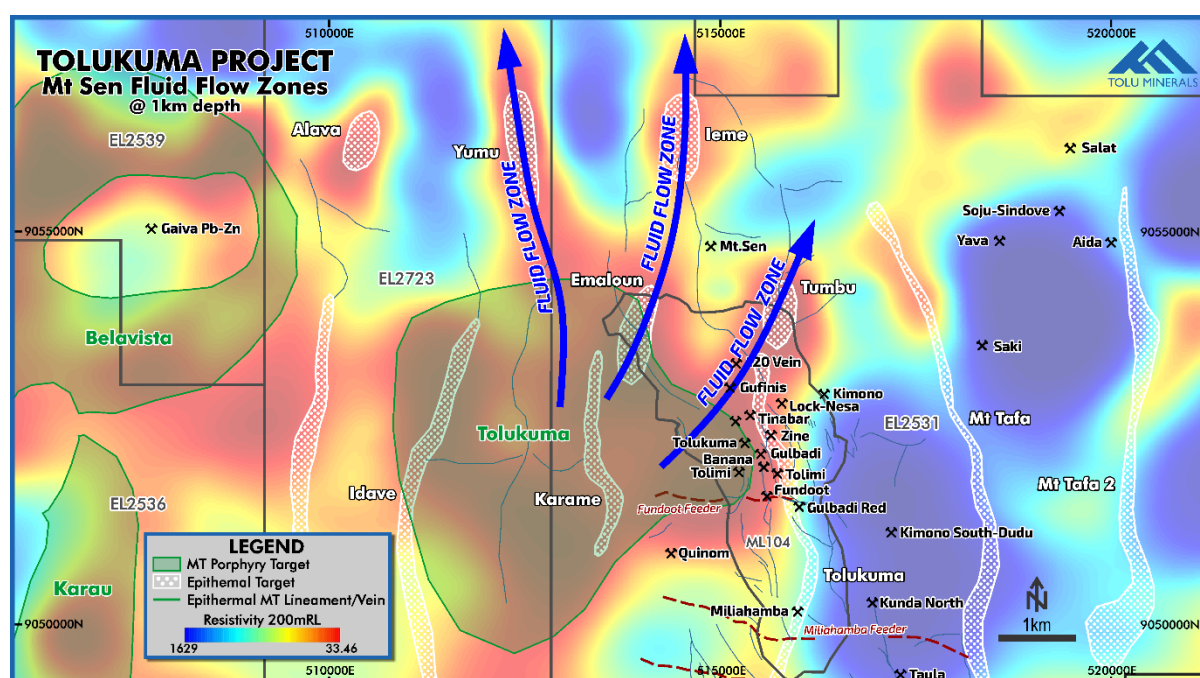 510000E
515000E
520000E
TOLUKUMA PROJECT
Mt Sen Fluid Flow Zones
@ 1km depth
TOLU MINERALS
EL2539
Alava
Yumu
Ieme
Salat
Gaiva Pb-Zn
9055000N
Soju-Sindove
Yava
Aida
9055000N
Mt.Sen
FLUID FLOW ZONE
FLUID FLOW ZONE
FLUID FLOW ZONE
EL2723
Emaloun
Tumbu
Belavista
Saki
120 Vein
Gufinis
Kimono
Lock-Nesa
Tinabar
Mt Tafa
EL2531
Tolukuma
Tolukuma
Zine
Gulbadi
Banana
Tolimi
Tolimi
Mt Tafa 2
Idave
Karame
Fundoot
Fundoot Feeder
Gulbadi Red
EL2536
Kimono South-Dudu
ML104
Quinom
Tolukuma
Karau
LEGEND
MT Porphyry Target
Epithemal Target
Epithermal MT Lineament/Vein
Resistivity 200mRL
1629
33.46
Miliahamba
Kunda North
Miliahamba Feeder
N
1km
9050000N
9050000N
510000E
515000E
520000E
Taula